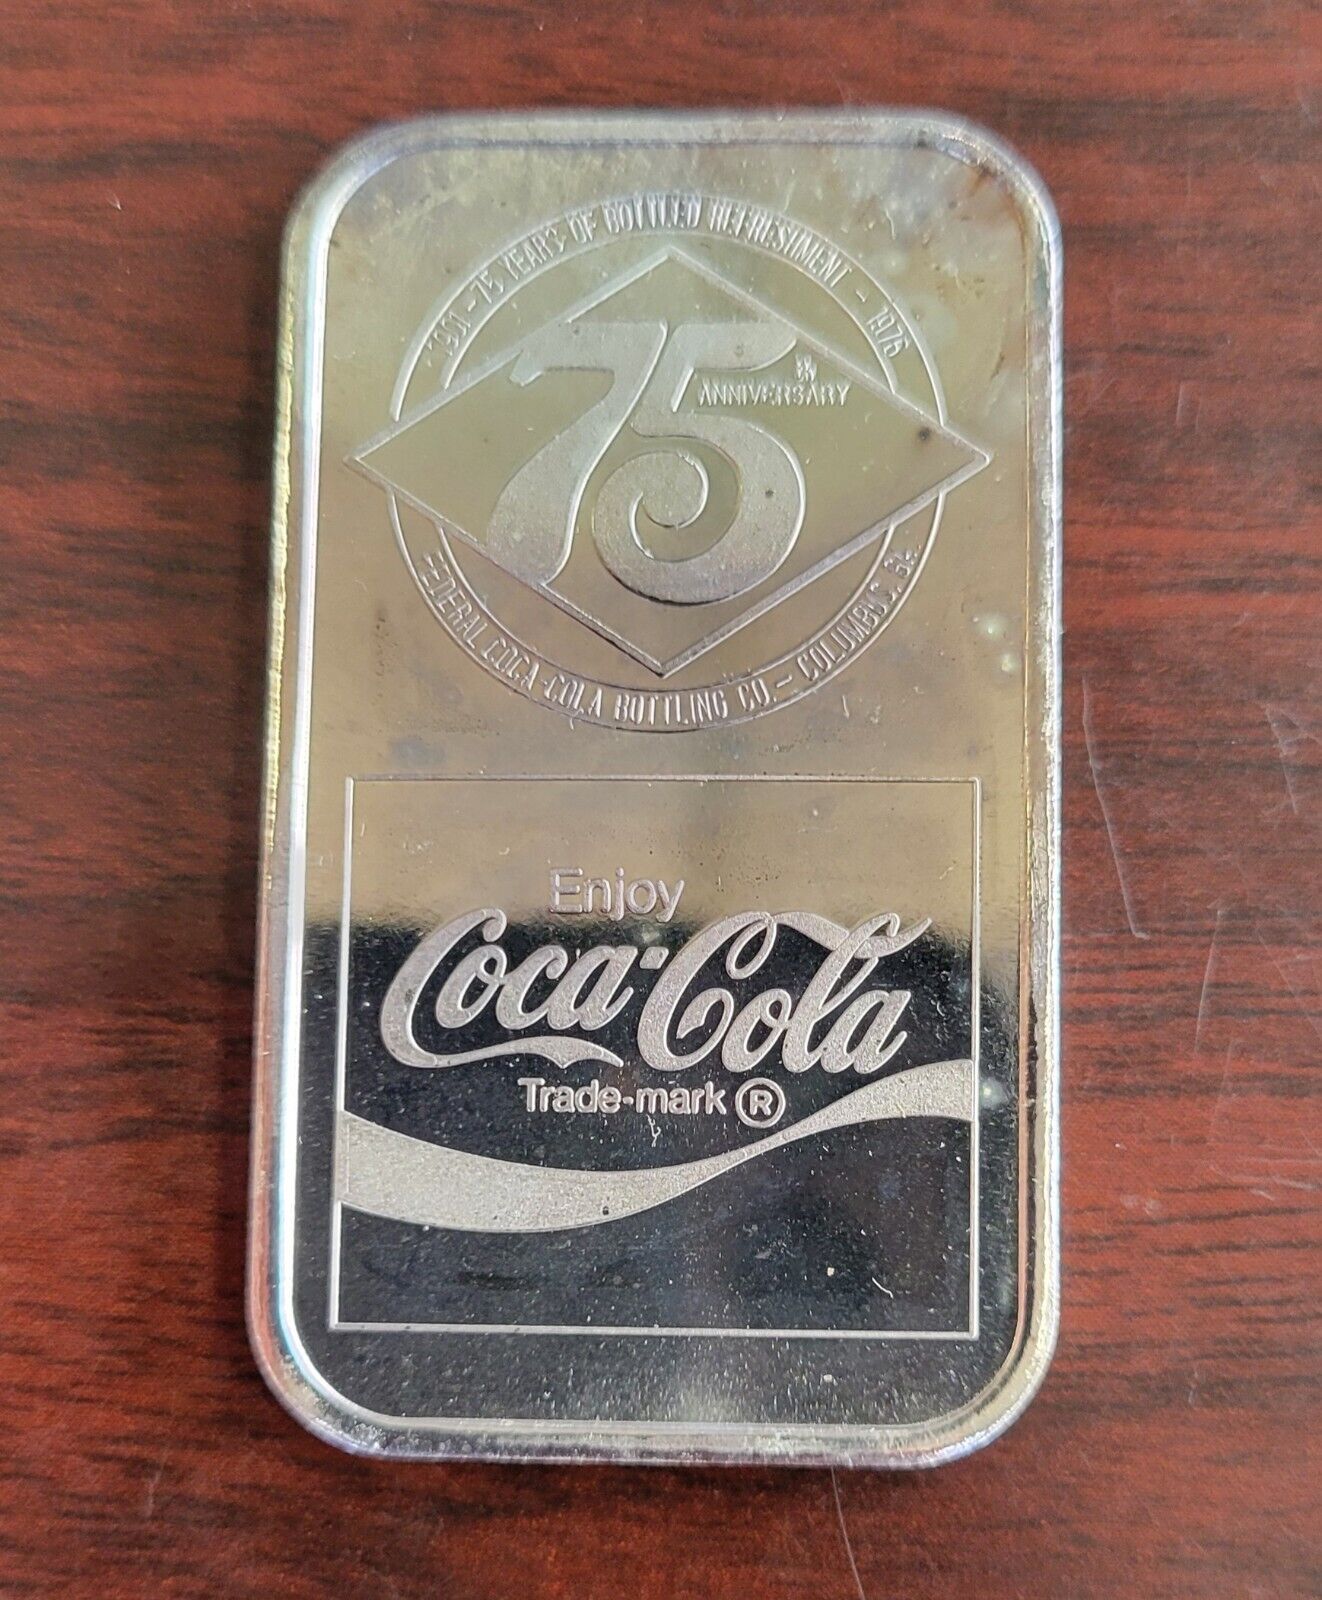 1901 - 75 YEARS OF BOTTLED REFRESHMENT - 1976
75
ANNIVERSARY
FEDERAL COCA-COLA BOTTLING CO. - COLUMBUS, GA.
Enjoy
Coca-Cola
Trade-mark ®